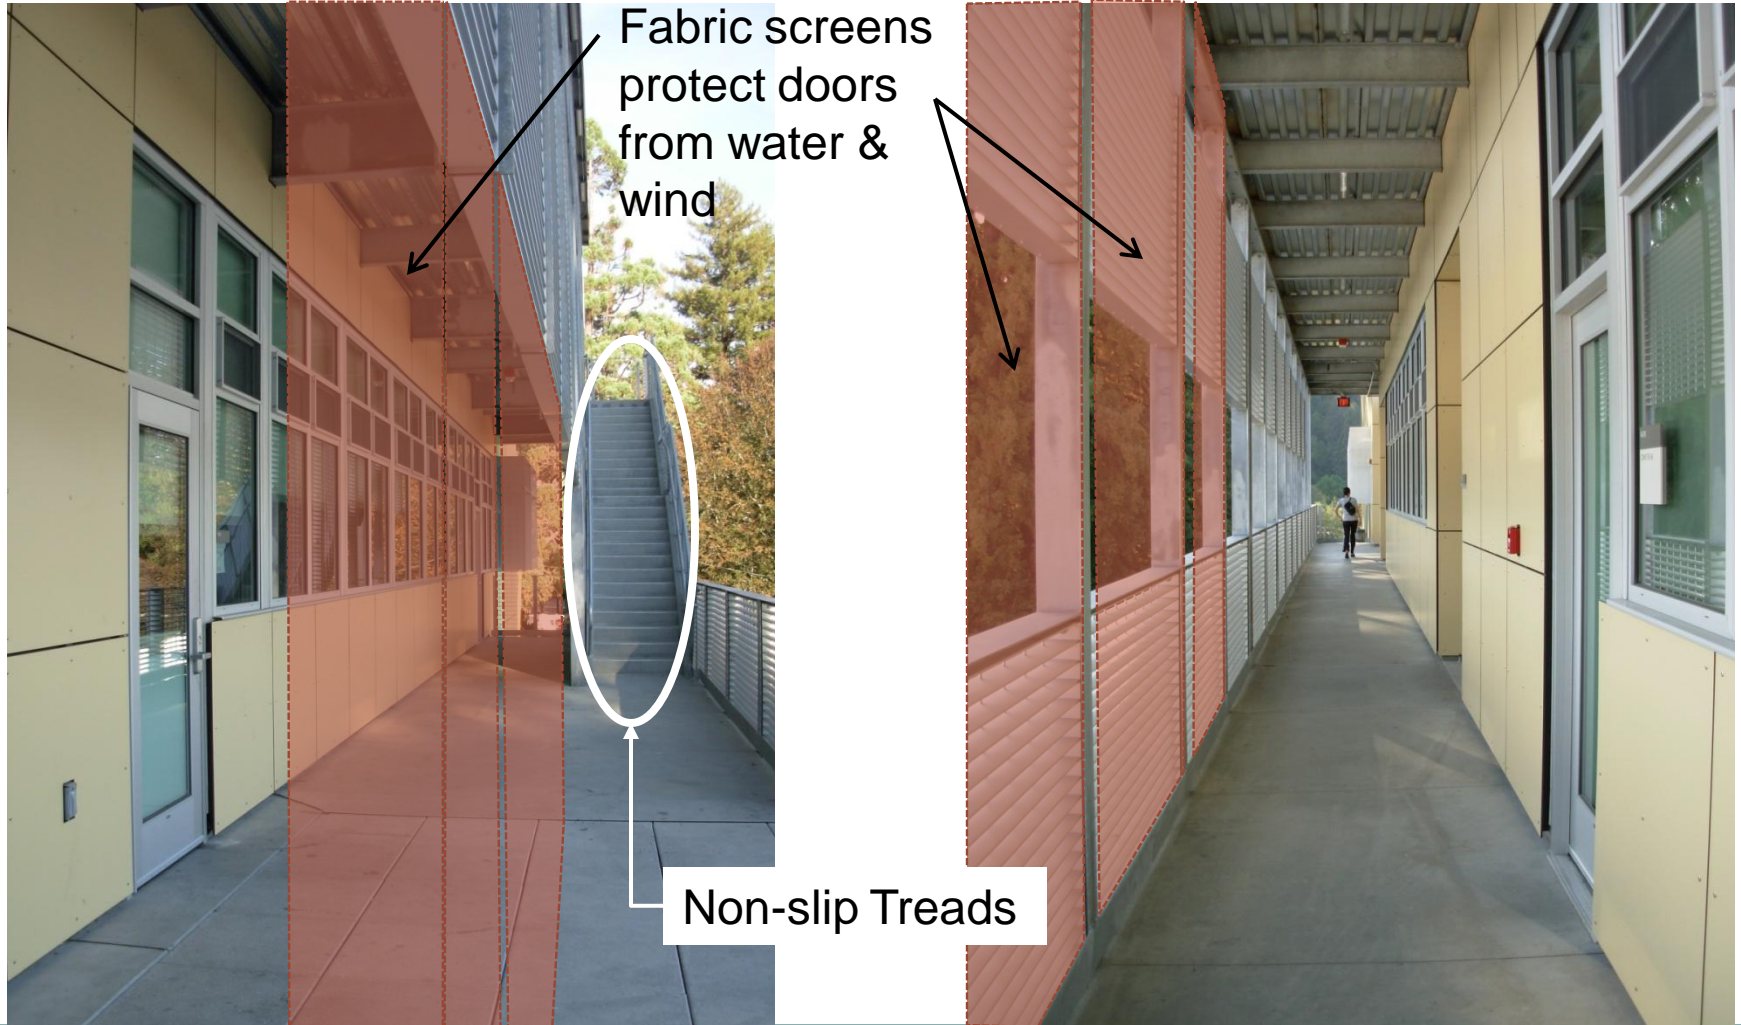 Fabric screens
protect doors
from water &
wind
Non-slip Treads